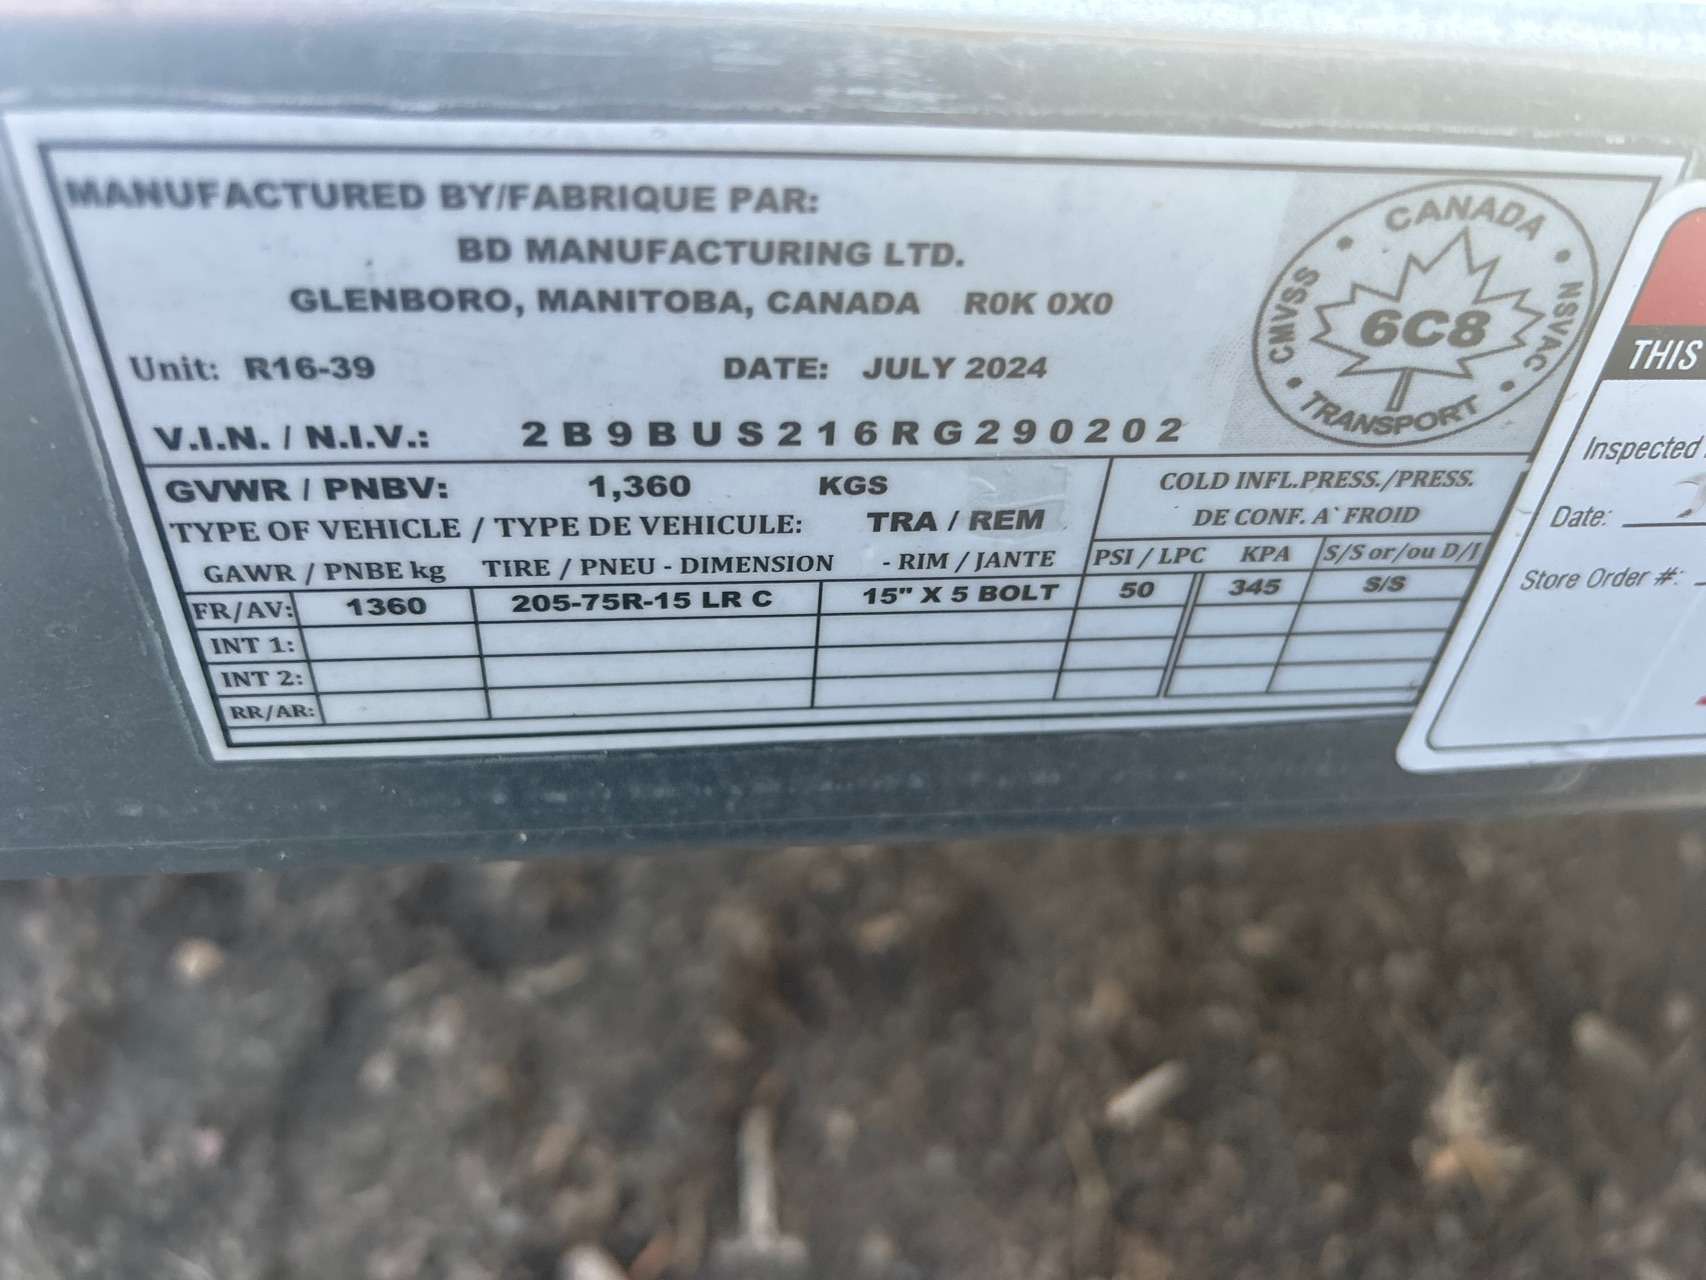 MANUFACTURED BY/FABRIQUE PAR:
BD MANUFACTURING LTD.
GLENBORO, MANITOBA, CANADA R0K 0X0
Unit: R16-39 DATE: JULY 2024
V.I.N. / N.I.V.: 2B9BUS216RG290202
CANADA
CMVSS
6C8
NSVAC
TRANSPORT
GVWR / PNBV: 1,360 KGS
TYPE OF VEHICLE / TYPE DE VEHICULE: TRA / REM
COLD INFL.PRESS./PRESS.
DE CONF. A` FROID
GAWR / PNBE kg TIRE / PNEU - DIMENSION - RIM / JANTE PSI / LPC KPA S/S or/ou D/J
FR/AV: 1360 205-75R-15 LR C 15" X 5 BOLT 50 345 S/S
INT 1:
INT 2:
RR/AR:
THIS
Inspected
Date:
Store Order #: